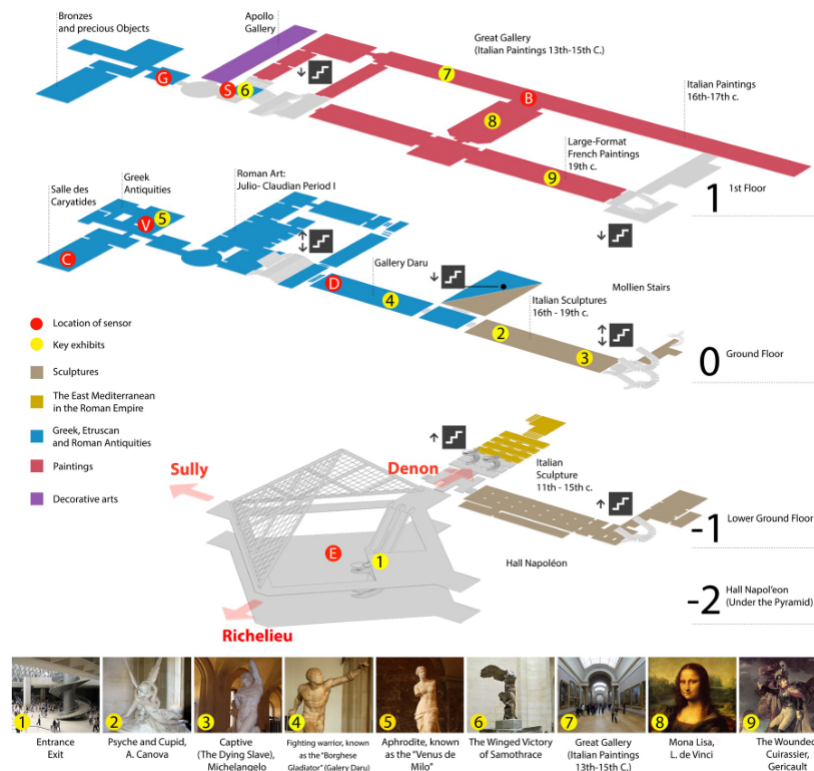 Bronzes
and precious Objects
Apollo
Gallery
Great Gallery
(Italian Paintings 13th-15th C.)
Italian Paintings
16th-17th c.
G
S
6
7
B
8
Large-Format
French Paintings
19th c.
9
1
1st Floor
Salle des
Caryatides
Greek
Antiquities
Roman Art:
Julio- Claudian Period I
V
5
C
D
Gallery Daru
4
Italian Sculptures
16th - 19th c.
Mollien Stairs
2
3
0
Ground Floor
Location of sensor
Key exhibits
Sculptures
The East Mediterranean
in the Roman Empire
Greek, Etruscan
and Roman Antiquities
Paintings
Decorative arts
Sully
Denon
Italian
Sculpture
11th - 15th c.
-1
Lower Ground Floor
E
1
Hall Napoléon
-2
Hall Napol'eon
(Under the Pyramid)
Richelieu
1
Entrance
Exit
2
Psyche and Cupid,
A. Canova
3
Captive
(The Dying Slave),
Michelangelo
4
Fighting warrior, known
as the "Borghese
Gladiator" (Galery Daru)
5
Aphrodite, known
as the "Venus de
Milo"
6
The Winged Victory
of Samothrace
7
Great Gallery
(Italian Paintings
13th-15th C.)
8
Mona Lisa,
L. de Vinci
9
The Wounded
Cuirassier,
Gericault